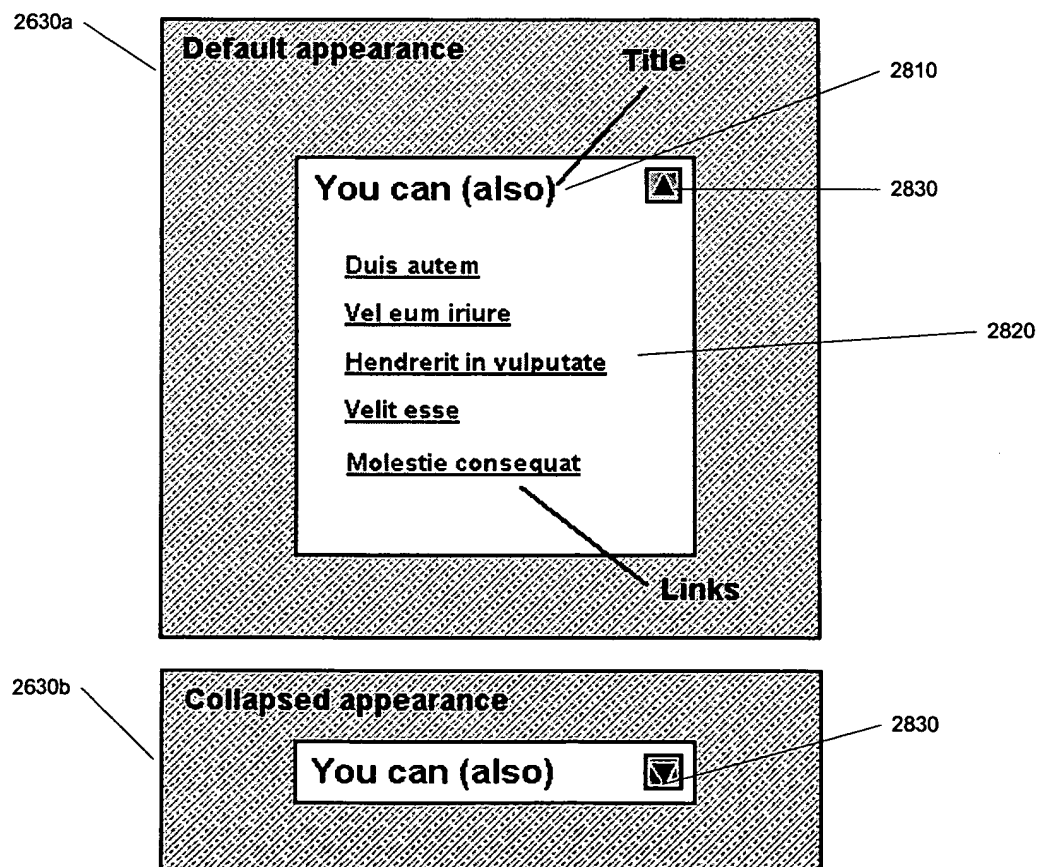 2630a
Default appearance
Title
2810
You can (also)
2830
Duis autem
Vel eum iriure
2820
Hendrerit in vulputate
Velit esse
Molestie consequat
Links
2630b
Collapsed appearance
2830
You can (also)